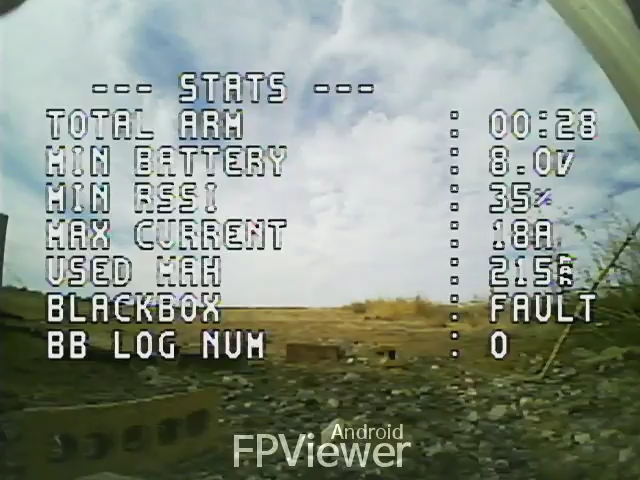 --- STATS ---
TOTAL ARM : 00:28
MIN BATTERY : 8.0V
MIN RSSI : 35%
MAX CURRENT : 18A
USED MAH : 215
BLACKBOX : FAULT
BB LOG NUM : 0
Android
FPViewer